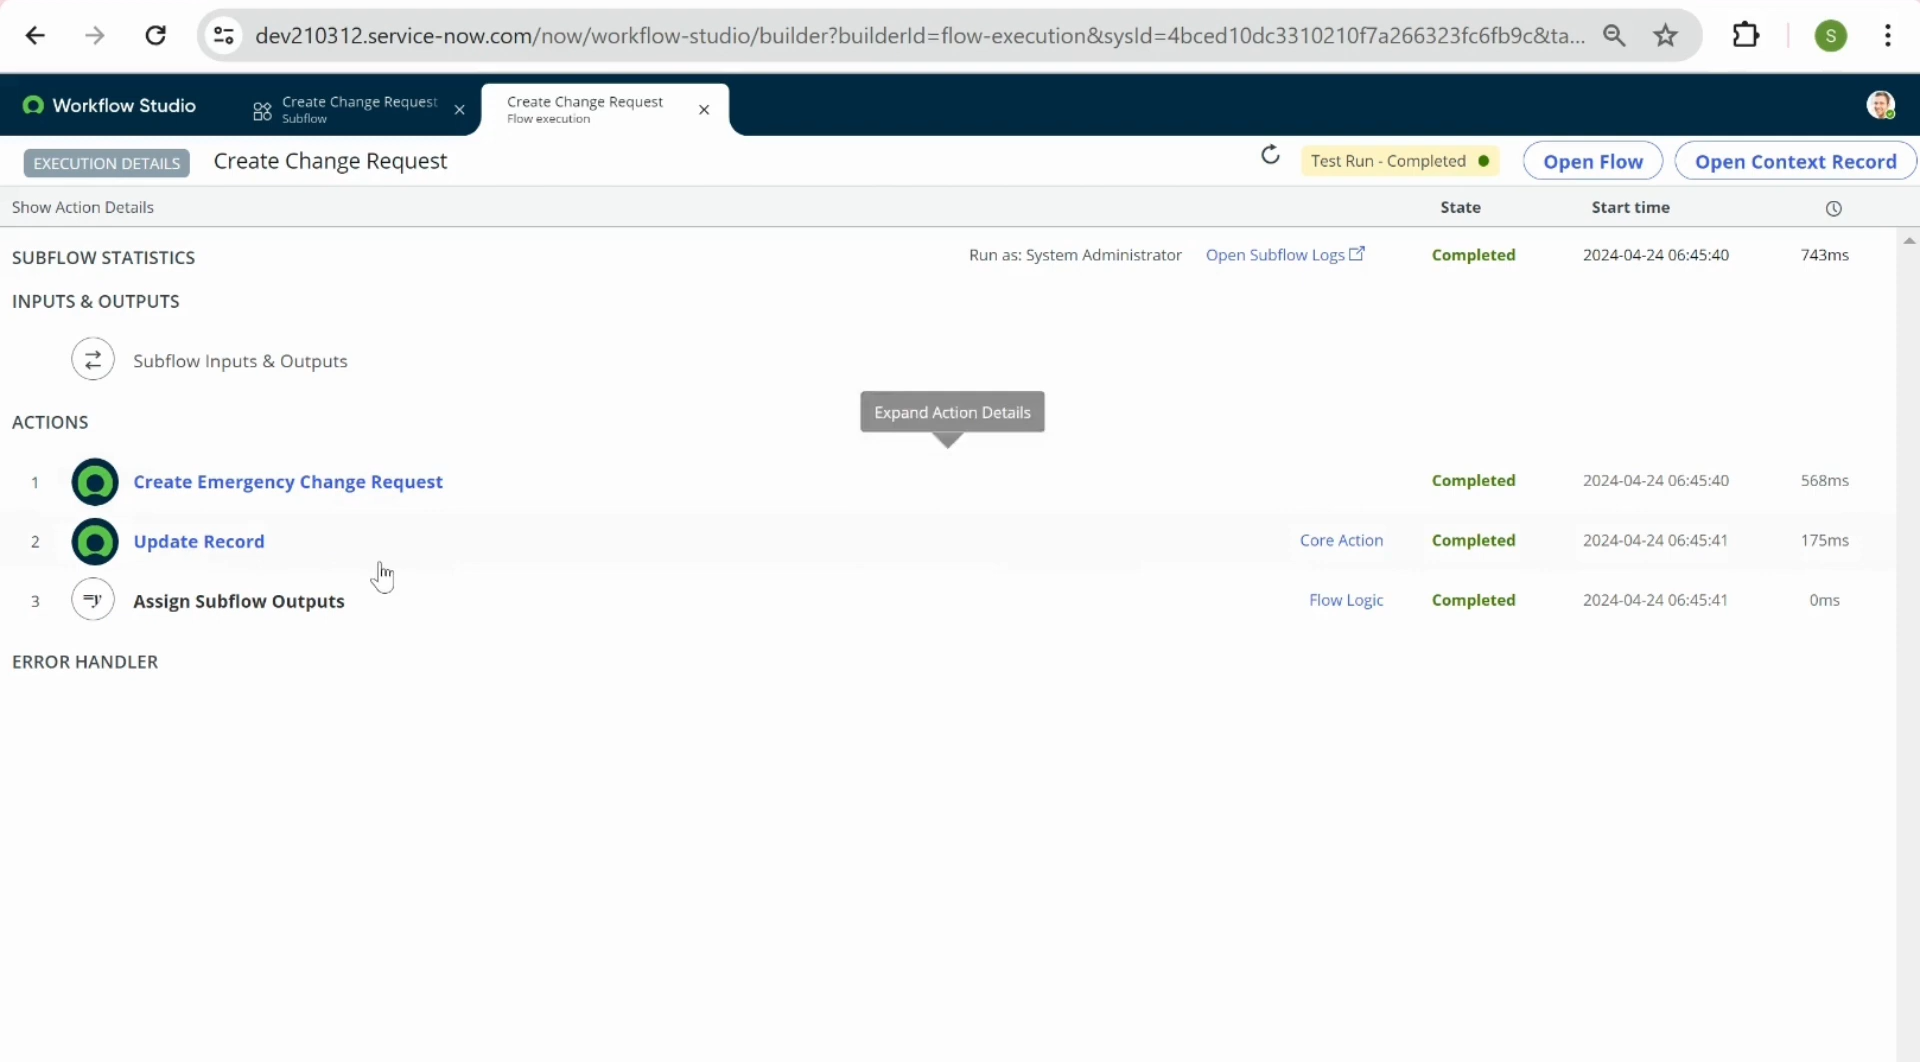 dev210312.service-now.com/now/workflow-studio/builder?builderId=flow-execution&sysId=4bced10dc3310210f7a266323fc6fb9c&ta...
S
Workflow Studio
Create Change Request
Subflow
Create Change Request
Flow execution
EXECUTION DETAILS Create Change Request Test Run - Completed Open Flow Open Context Record
Show Action Details State Start time
SUBFLOW STATISTICS Run as: System Administrator Open Subflow Logs Completed 2024-04-24 06:45:40 743ms
INPUTS & OUTPUTS
Subflow Inputs & Outputs
Expand Action Details
ACTIONS
1 Create Emergency Change Request Completed 2024-04-24 06:45:40 568ms
2 Update Record Core Action Completed 2024-04-24 06:45:41 175ms
3 Assign Subflow Outputs Flow Logic Completed 2024-04-24 06:45:41 0ms
ERROR HANDLER